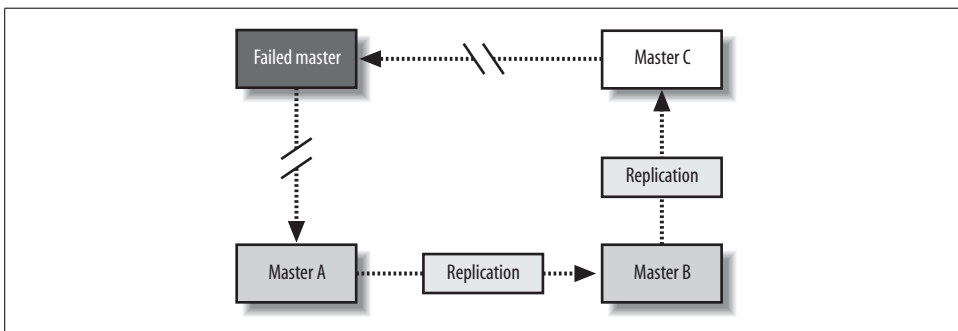 Failed master
Master C
Replication
Master A
Replication
Master B